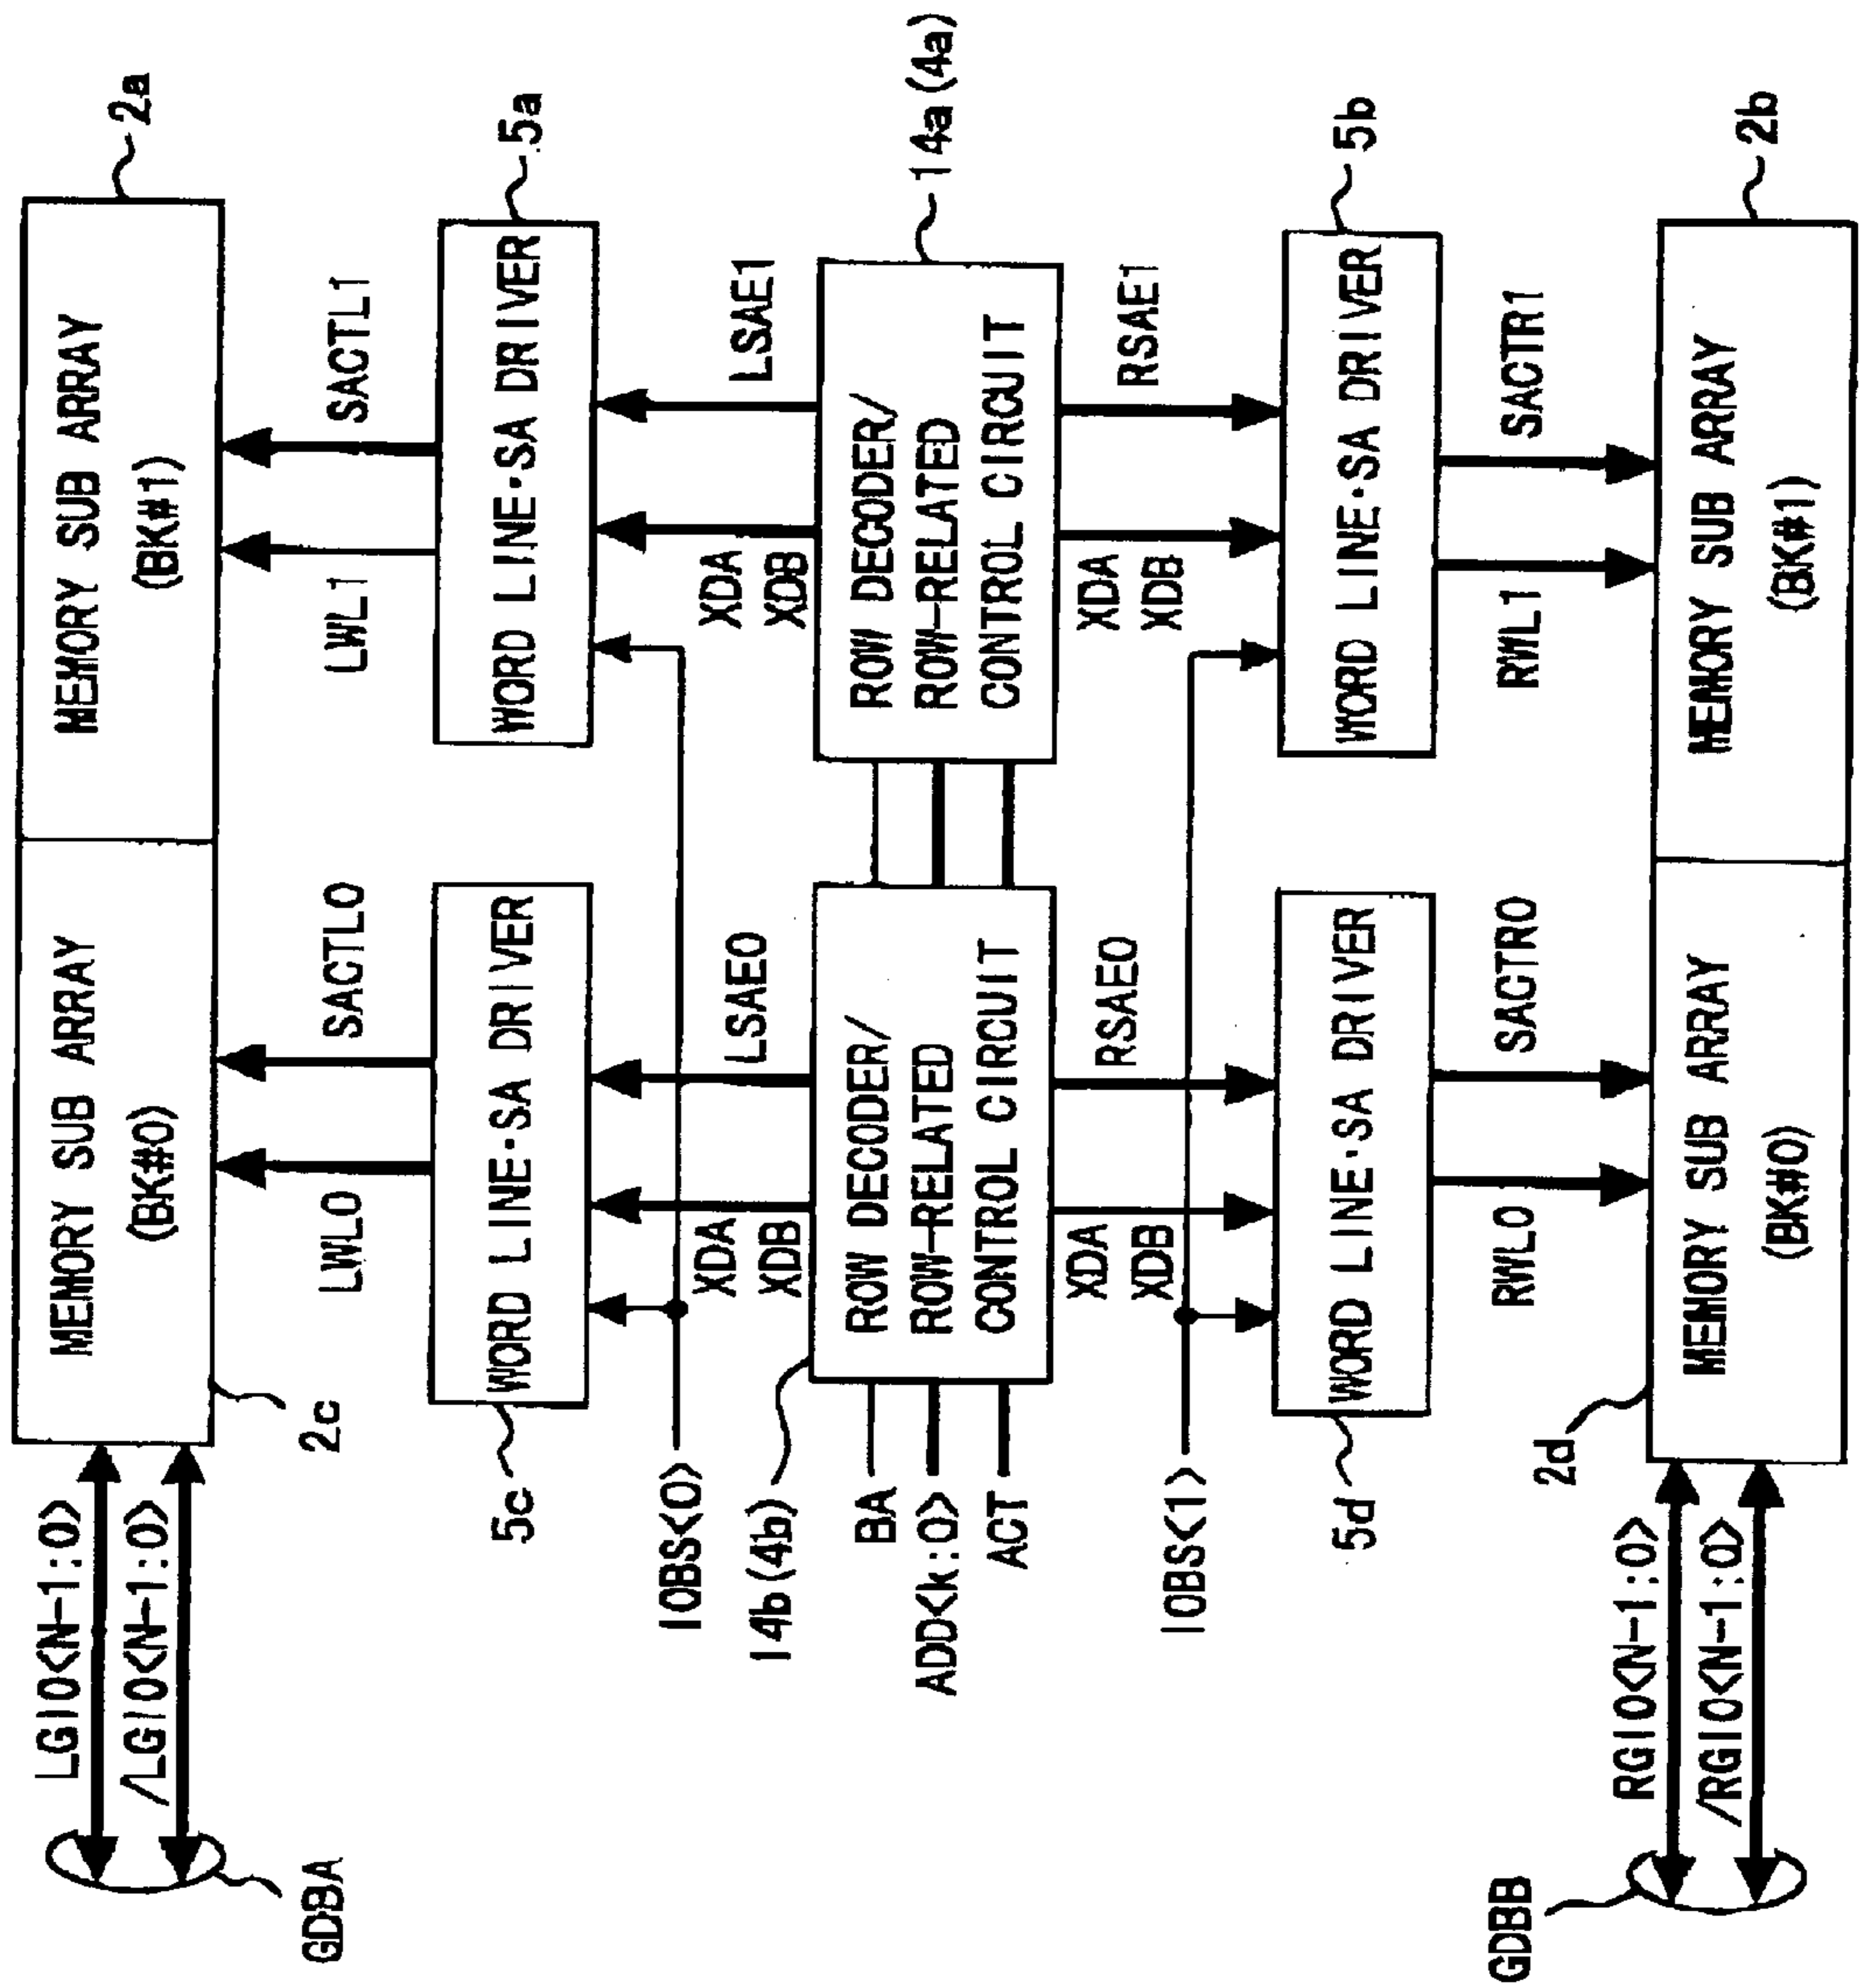 LGIO<N-1:0>
/LGIO<N-1:0>
GDBA
MEMORY SUB ARRAY
(BK#0)
2c
MEMORY SUB ARRAY
(BK#1)
2a
LWL0
SACTL0
LWL1
SACTL1
5c
WORD LINE·SA DRIVER
WORD LINE·SA DRIVER
5a
IOBS<0>
XDA
XDB
LSAE0
XDA
XDB
LSAE1
14b(4b)
BA
ADD<k:0>
ACT
ROW DECODER/
ROW-RELATED
CONTROL CIRCUIT
ROW DECODER/
ROW-RELATED
CONTROL CIRCUIT
14a(4a)
IOBS<1>
XDA
XDB
RSAE0
XDA
XDB
RSAE1
5d
WORD LINE·SA DRIVER
WORD LINE·SA DRIVER
5b
RWL0
SACTR0
RWL1
SACTR1
GDBB
RGIO<N-1:0>
/RGIO<N-1:0>
2d
MEMORY SUB ARRAY
(BK#0)
MEMORY SUB ARRAY
(BK#1)
2b